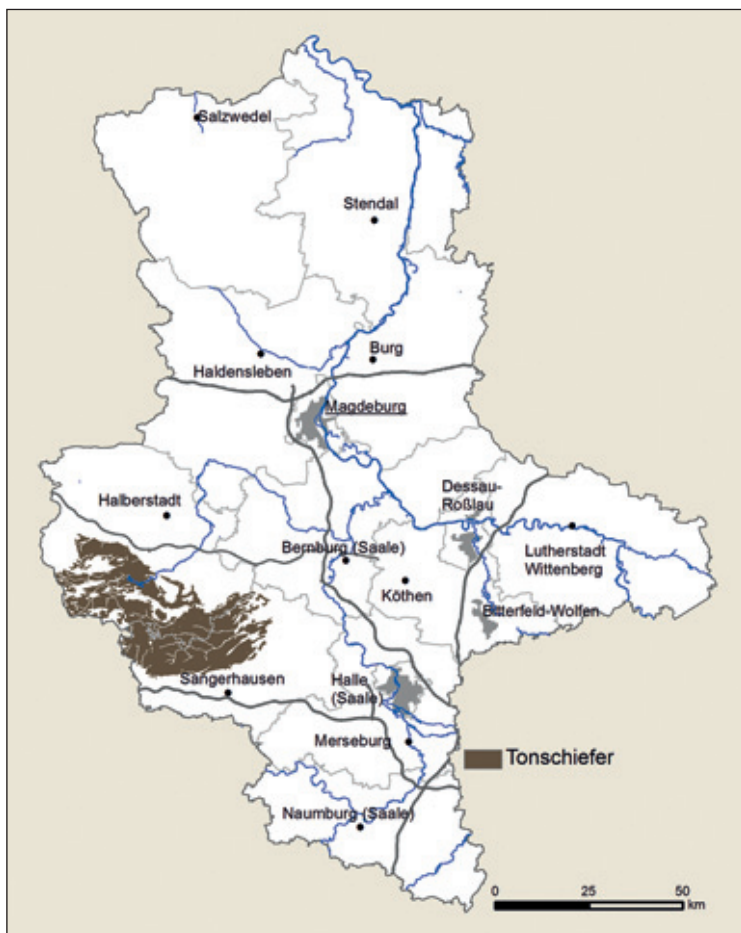 Salzwedel
Stendal
Burg
Haldensleben
Magdeburg
Dessau-
Roßlau
Halberstadt
Lutherstadt
Wittenberg
Bernburg (Saale)
Köthen
Bitterfeld-Wolfen
Sangerhausen
Halle
(Saale)
Merseburg
Tonschiefer
Naumburg (Saale)
0 25 50
km